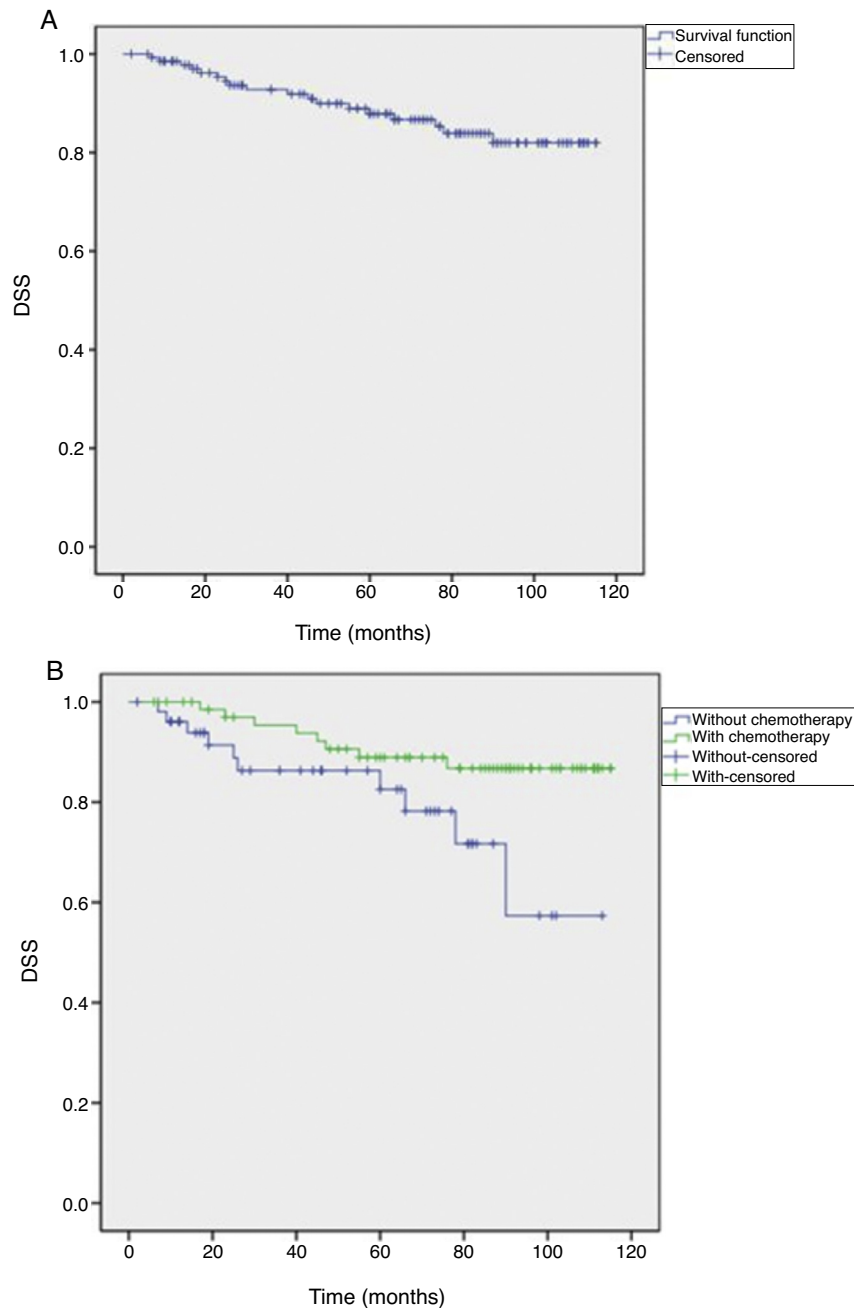 A
Survival function
Censored
1.0
0.8
0.6
0.4
0.2
0.0
DSS
0 20 40 60 80 100 120
Time (months)
B
Without chemotherapy
With chemotherapy
Without-censored
With-censored
1.0
0.8
0.6
0.4
0.2
0.0
DSS
0 20 40 60 80 100 120
Time (months)